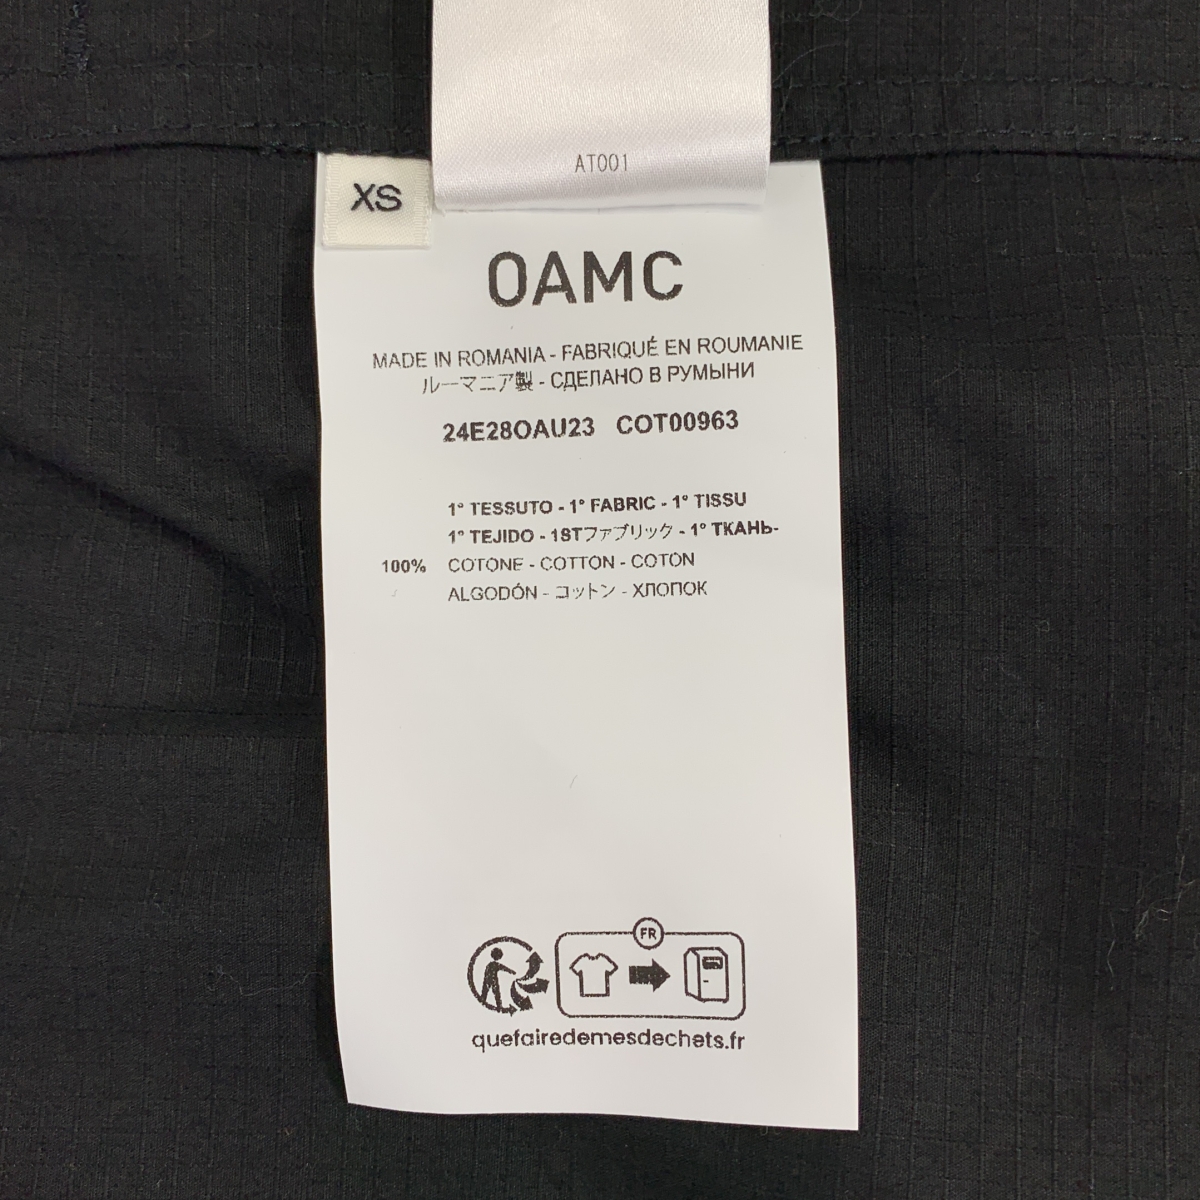 AT001
XS
OAMC
MADE IN ROMANIA - FABRIQUÉ EN ROUMANIE
ルーマニア製 - СДЕЛАНО В РУМЫНИ
24E28OAU23 COT00963
1° TESSUTO - 1° FABRIC - 1° TISSU
1° TEJIDO - 1STファブリック - 1° ТКАНЬ-
100% COTONE - COTTON - COTON
ALGODÓN - コットン - ХЛОПОК
FR
quefairedemesdechets.fr